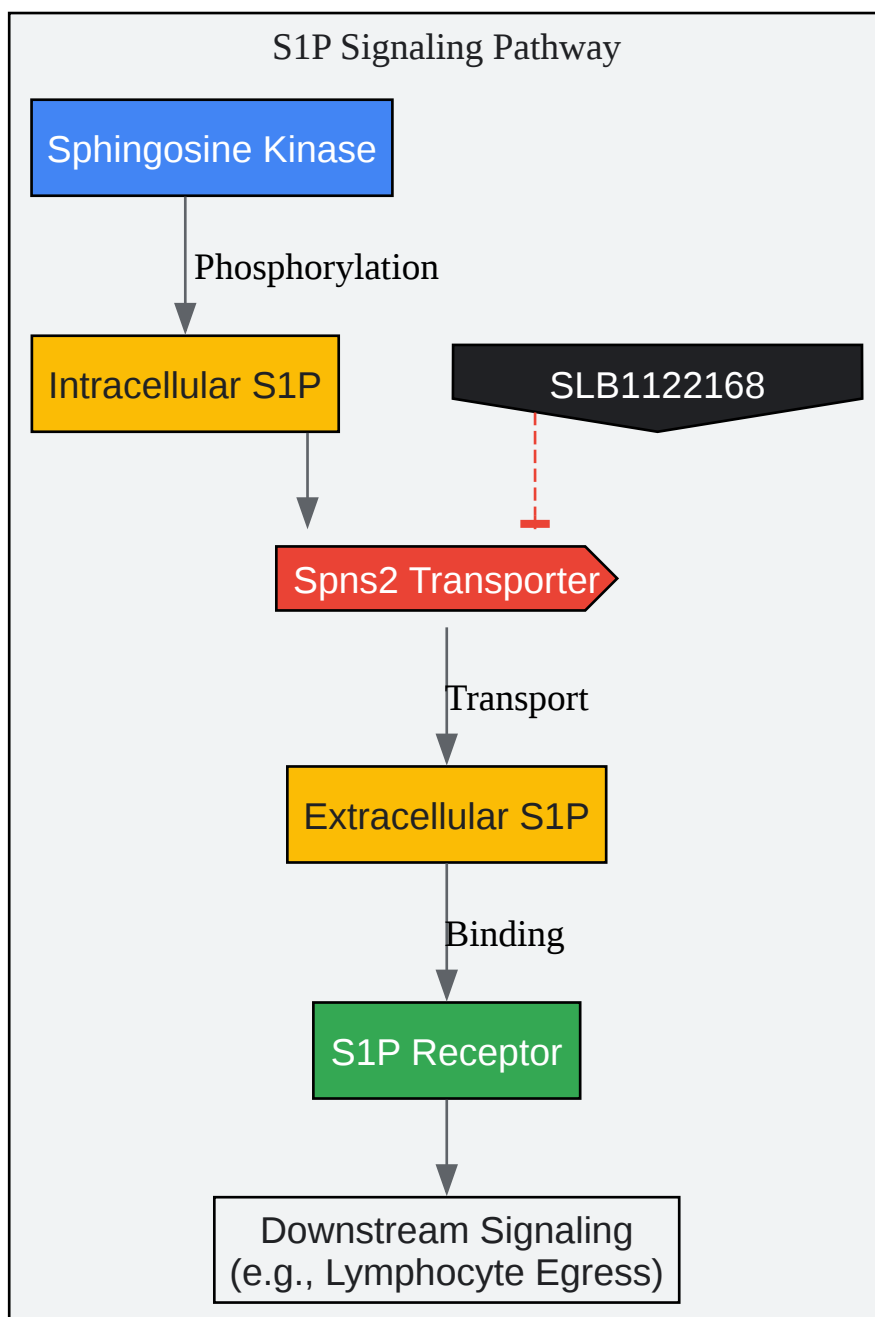 S1P Signaling Pathway
Sphingosine Kinase
Phosphorylation
Intracellular S1P
SLB1122168
Spns2 Transporter
Transport
Extracellular S1P
Binding
S1P Receptor
Downstream Signaling
(e.g., Lymphocyte Egress)